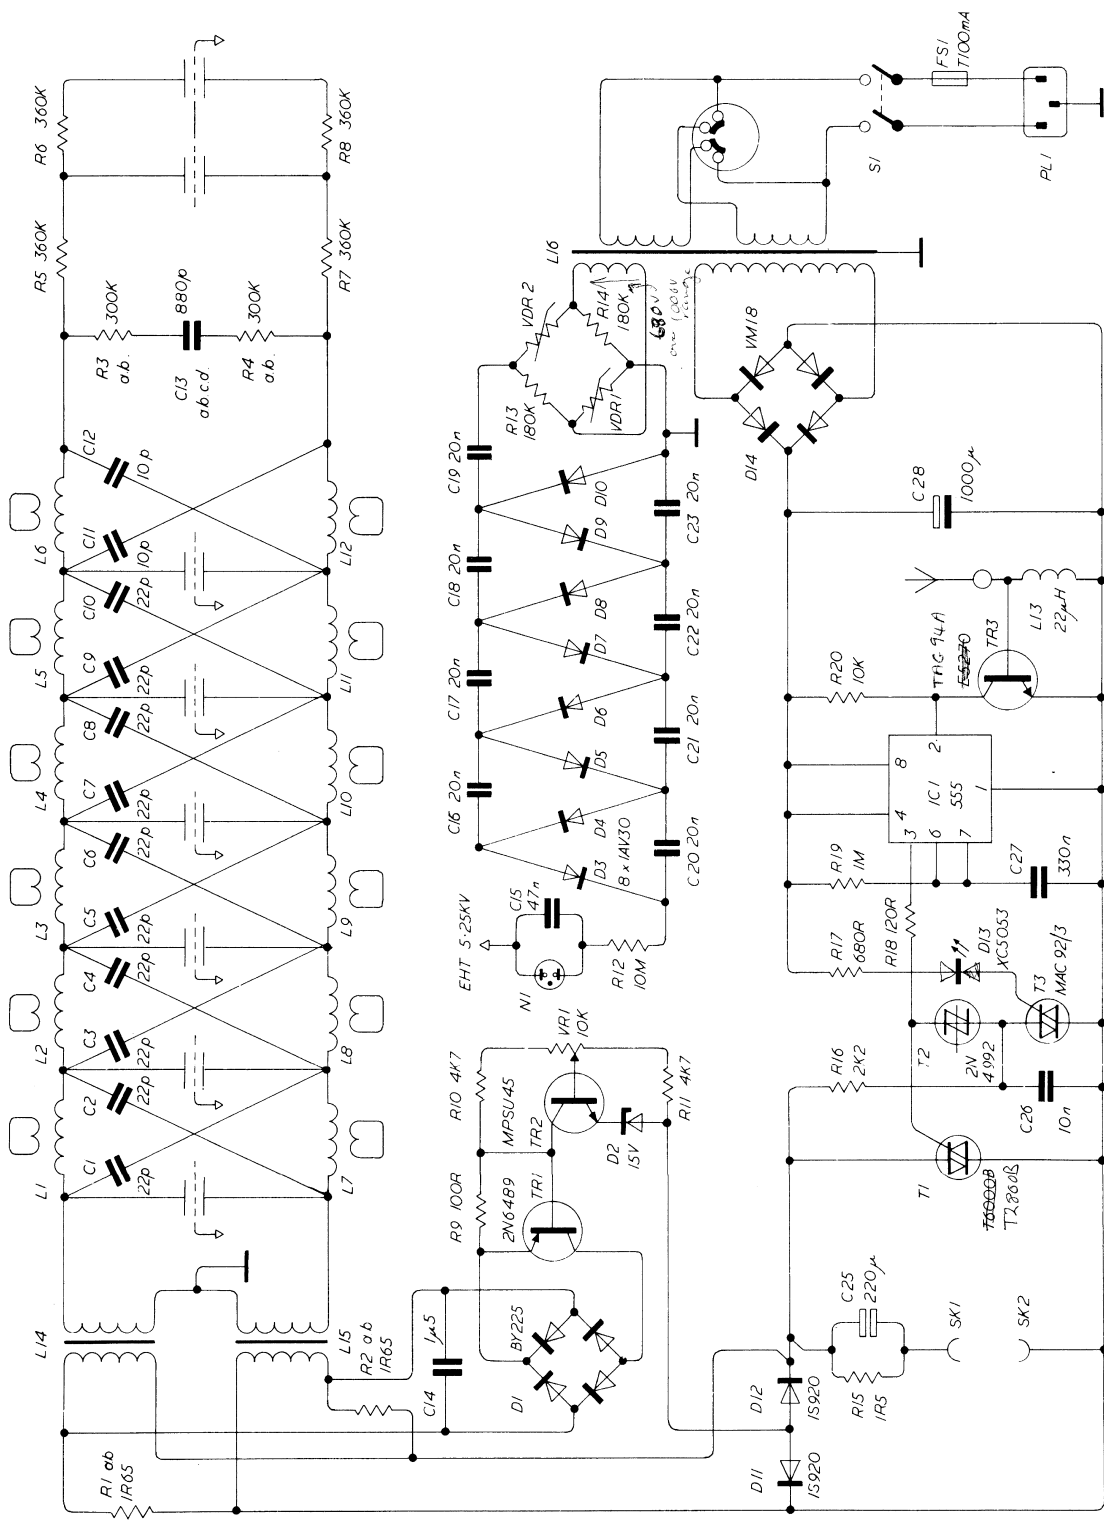 R6 360K
R8 360K
R5 360K
R7 360K
R3 300K
a.b.
C13 880p
a.b.c.d.
R4 300K
a.b.
C12
10p
C11
10p
L6
L12
C10
22p
C9
22p
L5
L11
C8
22p
C7
22p
L4
L10
C6
22p
C5
22p
L3
L9
C4
22p
C3
22p
L2
L8
C2
22p
C1
22p
L1
L7
L14
L15
R2 ab
1R65
R1 ab
1R65
FS1
T100mA
S1
PL1
L16
VDR 2
R14
180K
R13
180K
VDR1
680V
over 1000V
range
C19 20n
C18 20n
C17 20n
C16 20n
D10
D9
D8
D7
D6
D5
D4
D3
8 x 1AV30
C23 20n
C22 20n
C21 20n
C20 20n
EHT 5·25KV
C15
47n
N1
R12
10M
VR1
10K
R10 4K7
R11 4K7
MPSU45
TR2
D2
15V
R9 100R
2N6489
TR1
C14
1µ5
BY225
D1
VM18
D14
C28
1000µ
TAG 94A
TR3
L13
22µH
R20
10K
8
4
2
IC1
555
3
6
7
1
R19
1M
C27
330n
R17
680R
R18 120R
D13
XC5053
T3
MAC 92/3
T2
2N
4992
R16
2K2
C26
10n
T1
T6000B
T2860B
C25
220µ
R15
1R5
SK1
SK2
D12
1S920
D11
1S920